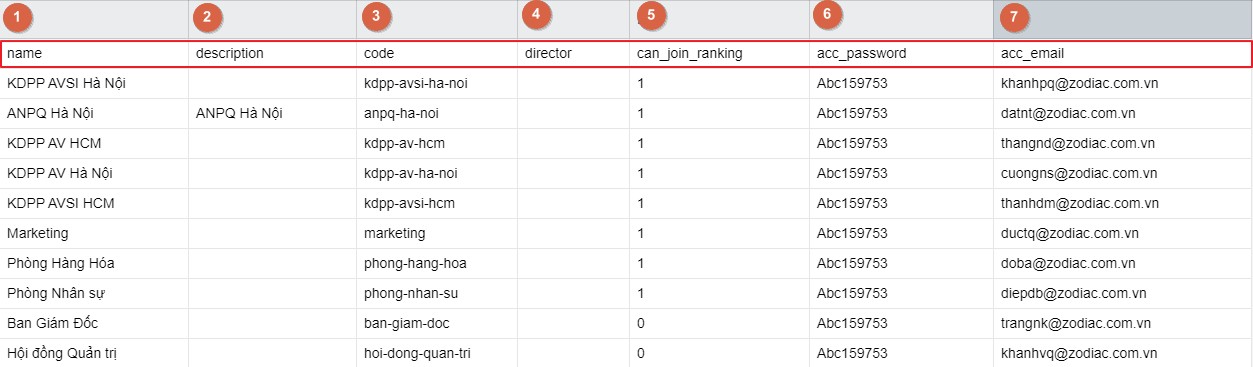 1 2 3 4 5 6 7
name description code director can_join_ranking acc_password acc_email
KDPP AVSI Hà Nội kdpp-avsi-ha-noi 1 Abc159753 khanhpq@zodiac.com.vn
ANPQ Hà Nội ANPQ Hà Nội anpq-ha-noi 1 Abc159753 datnt@zodiac.com.vn
KDPP AV HCM kdpp-av-hcm 1 Abc159753 thangnd@zodiac.com.vn
KDPP AV Hà Nội kdpp-av-ha-noi 1 Abc159753 cuongns@zodiac.com.vn
KDPP AVSI HCM kdpp-avsi-hcm 1 Abc159753 thanhdm@zodiac.com.vn
Marketing marketing 1 Abc159753 ductq@zodiac.com.vn
Phòng Hàng Hóa phong-hang-hoa 1 Abc159753 doba@zodiac.com.vn
Phòng Nhân sự phong-nhan-su 1 Abc159753 diepdb@zodiac.com.vn
Ban Giám Đốc ban-giam-doc 0 Abc159753 trangnk@zodiac.com.vn
Hội đồng Quản trị hoi-dong-quan-tri 0 Abc159753 khanhvq@zodiac.com.vn